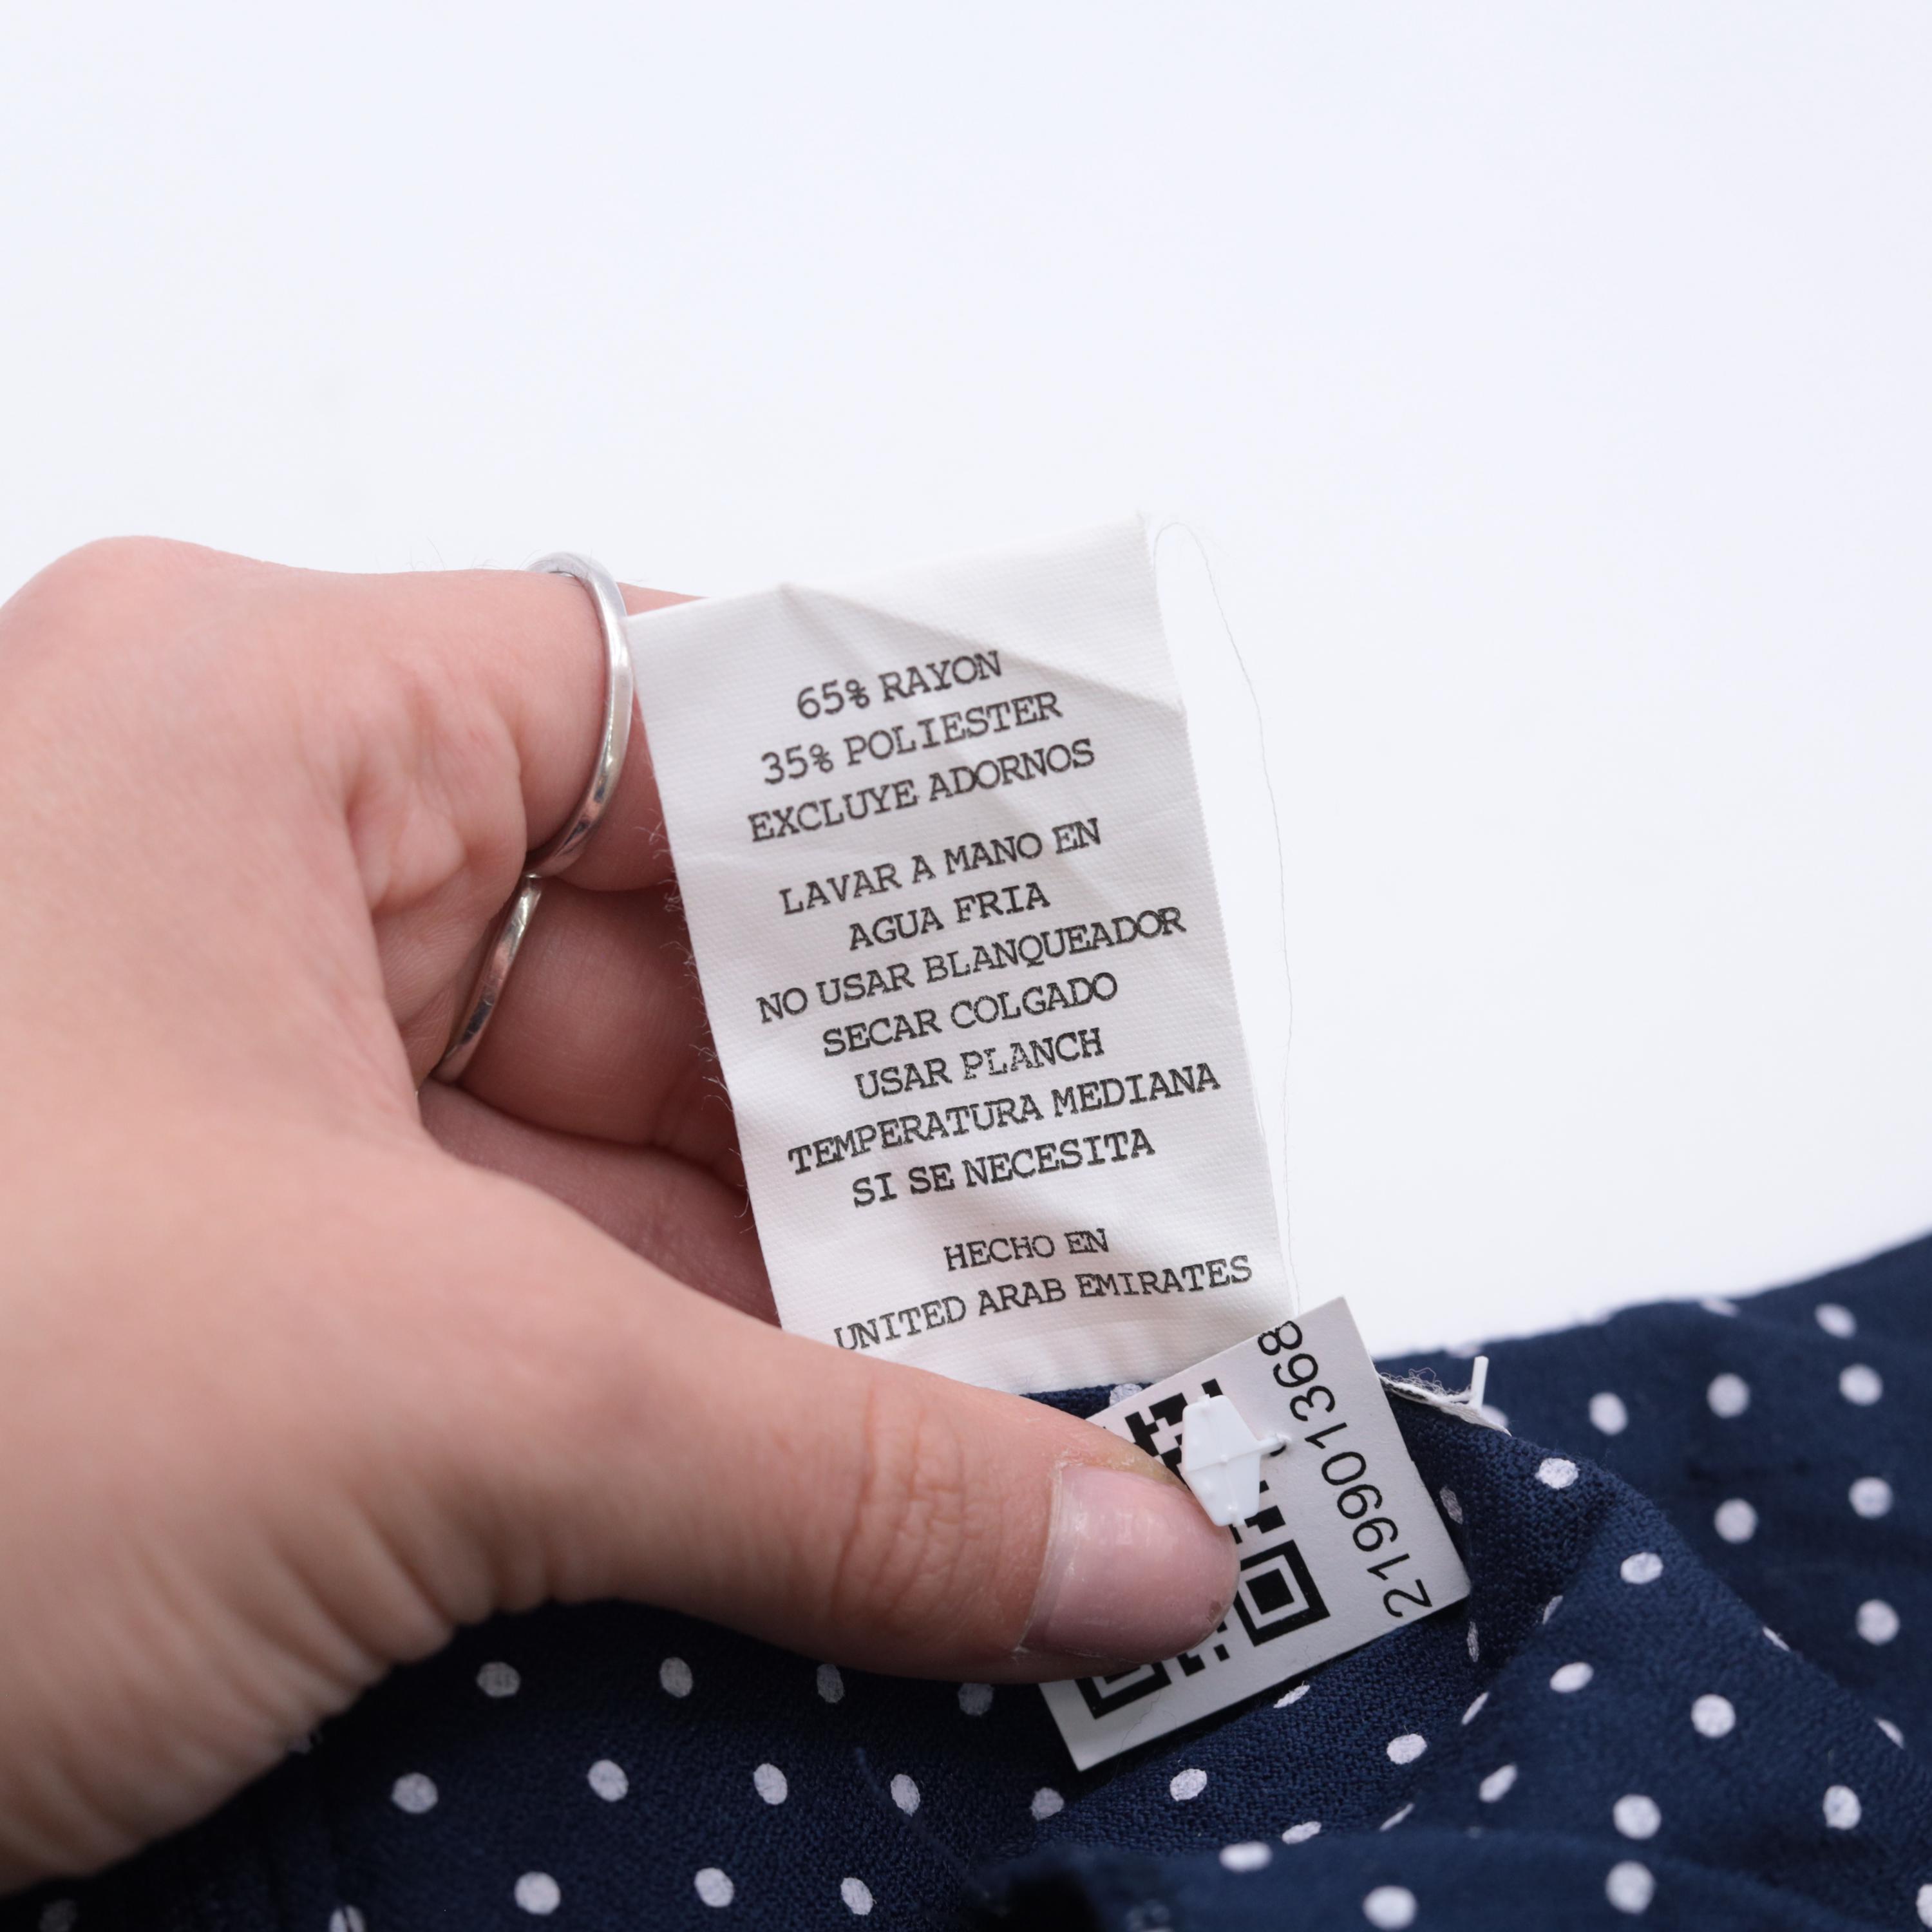 65% RAYON
35% POLIESTER
EXCLUYE ADORNOS
LAVAR A MANO EN
AGUA FRIA
NO USAR BLANQUEADOR
SECAR COLGADO
USAR PLANCH
TEMPERATURA MEDIANA
SI SE NECESITA
HECHO EN
UNITED ARAB EMIRATES
219901368